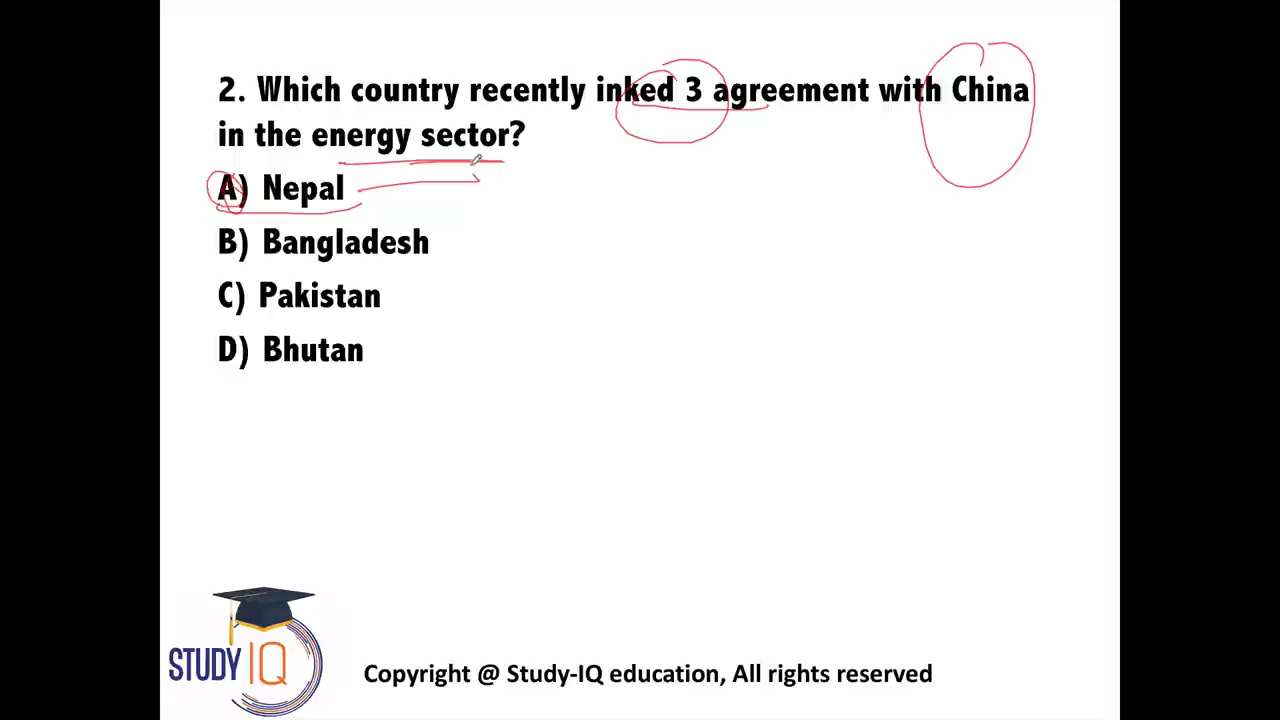 2. Which country recently inked 3 agreement with China
in the energy sector?
A) Nepal
B) Bangladesh
C) Pakistan
D) Bhutan
STUDY IQ
Copyright @ Study-IQ education, All rights reserved